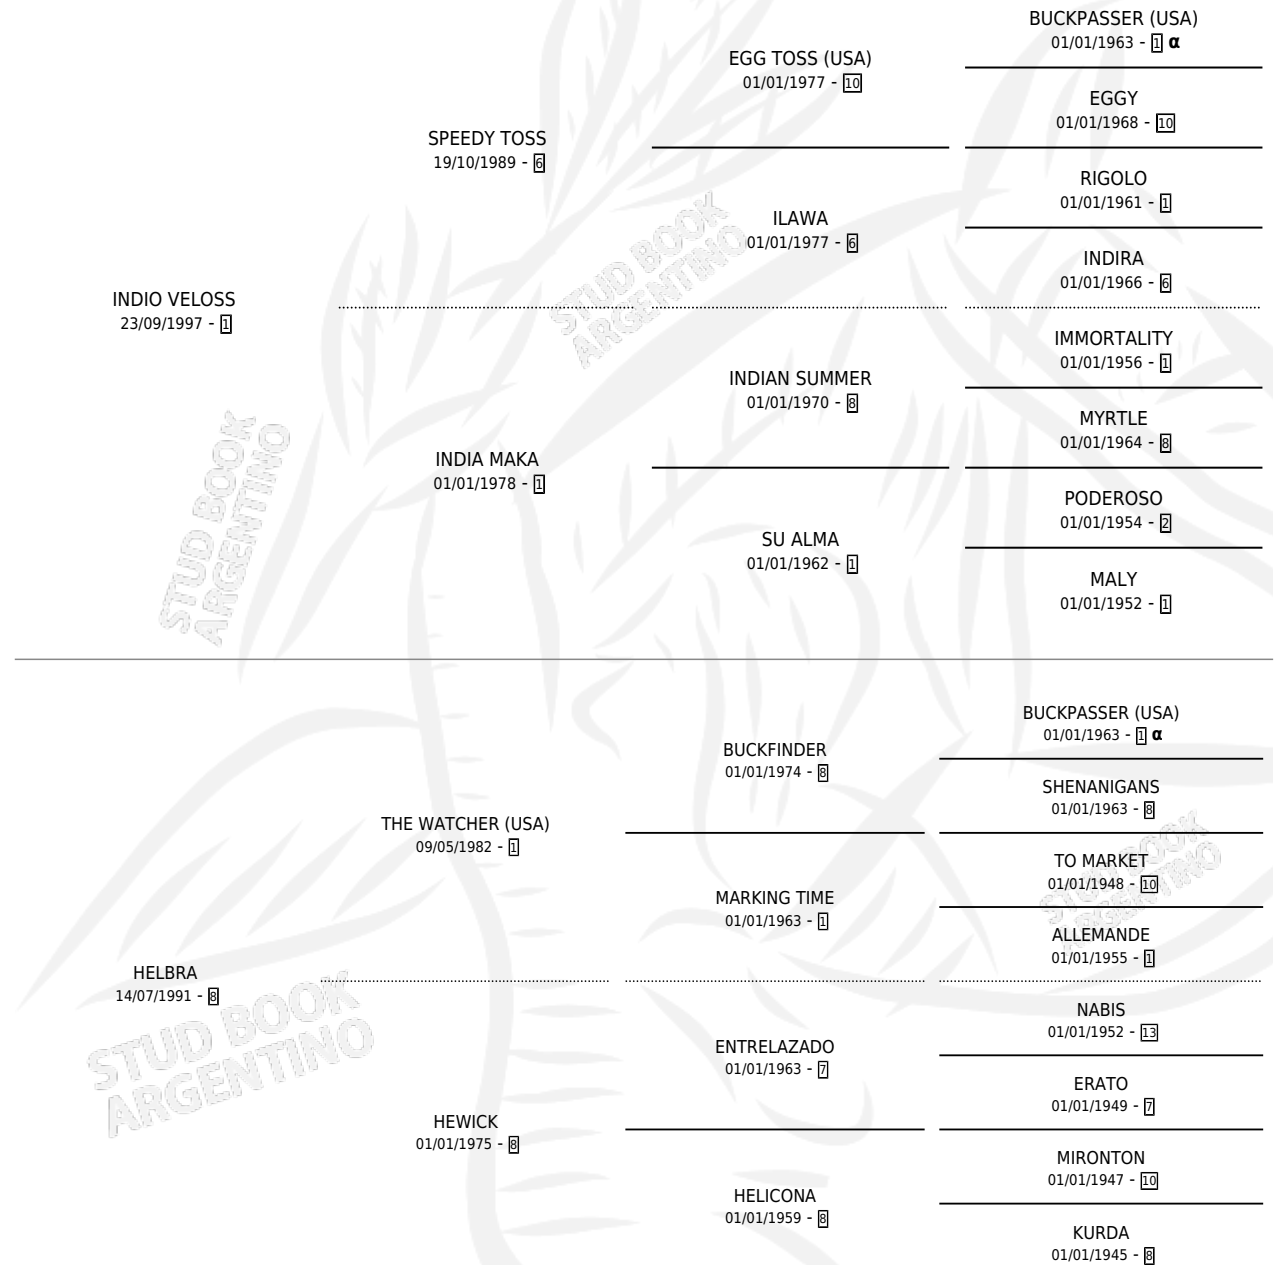 BUCKPASSER (USA)
01/01/1963 - 1 α
EGG TOSS (USA)
01/01/1977 - 10
EGGY
01/01/1968 - 10
SPEEDY TOSS
19/10/1989 - 6
RIGOLO
01/01/1961 - 1
ILAWA
01/01/1977 - 6
INDIRA
01/01/1966 - 6
INDIO VELOSS
23/09/1997 - 1
IMMORTALITY
01/01/1956 - 1
INDIAN SUMMER
01/01/1970 - 8
MYRTLE
01/01/1964 - 8
INDIA MAKA
01/01/1978 - 1
PODEROSO
01/01/1954 - 2
SU ALMA
01/01/1962 - 1
MALY
01/01/1952 - 1
STUD BOOK
ARGENTINO
STUD BOOK
ARGENTINO
BUCKPASSER (USA)
01/01/1963 - 1 α
BUCKFINDER
01/01/1974 - 8
SHENANIGANS
01/01/1963 - 8
THE WATCHER (USA)
09/05/1982 - 1
TO MARKET
01/01/1948 - 10
MARKING TIME
01/01/1963 - 1
ALLEMANDE
01/01/1955 - 1
HELBRA
14/07/1991 - 8
NABIS
01/01/1952 - 13
ENTRELAZADO
01/01/1963 - 7
ERATO
01/01/1949 - 7
HEWICK
01/01/1975 - 8
MIRONTON
01/01/1947 - 10
HELICONA
01/01/1959 - 8
KURDA
01/01/1945 - 8
STUD BOOK
ARGENTINO
STUD BOOK
ARGENTINO